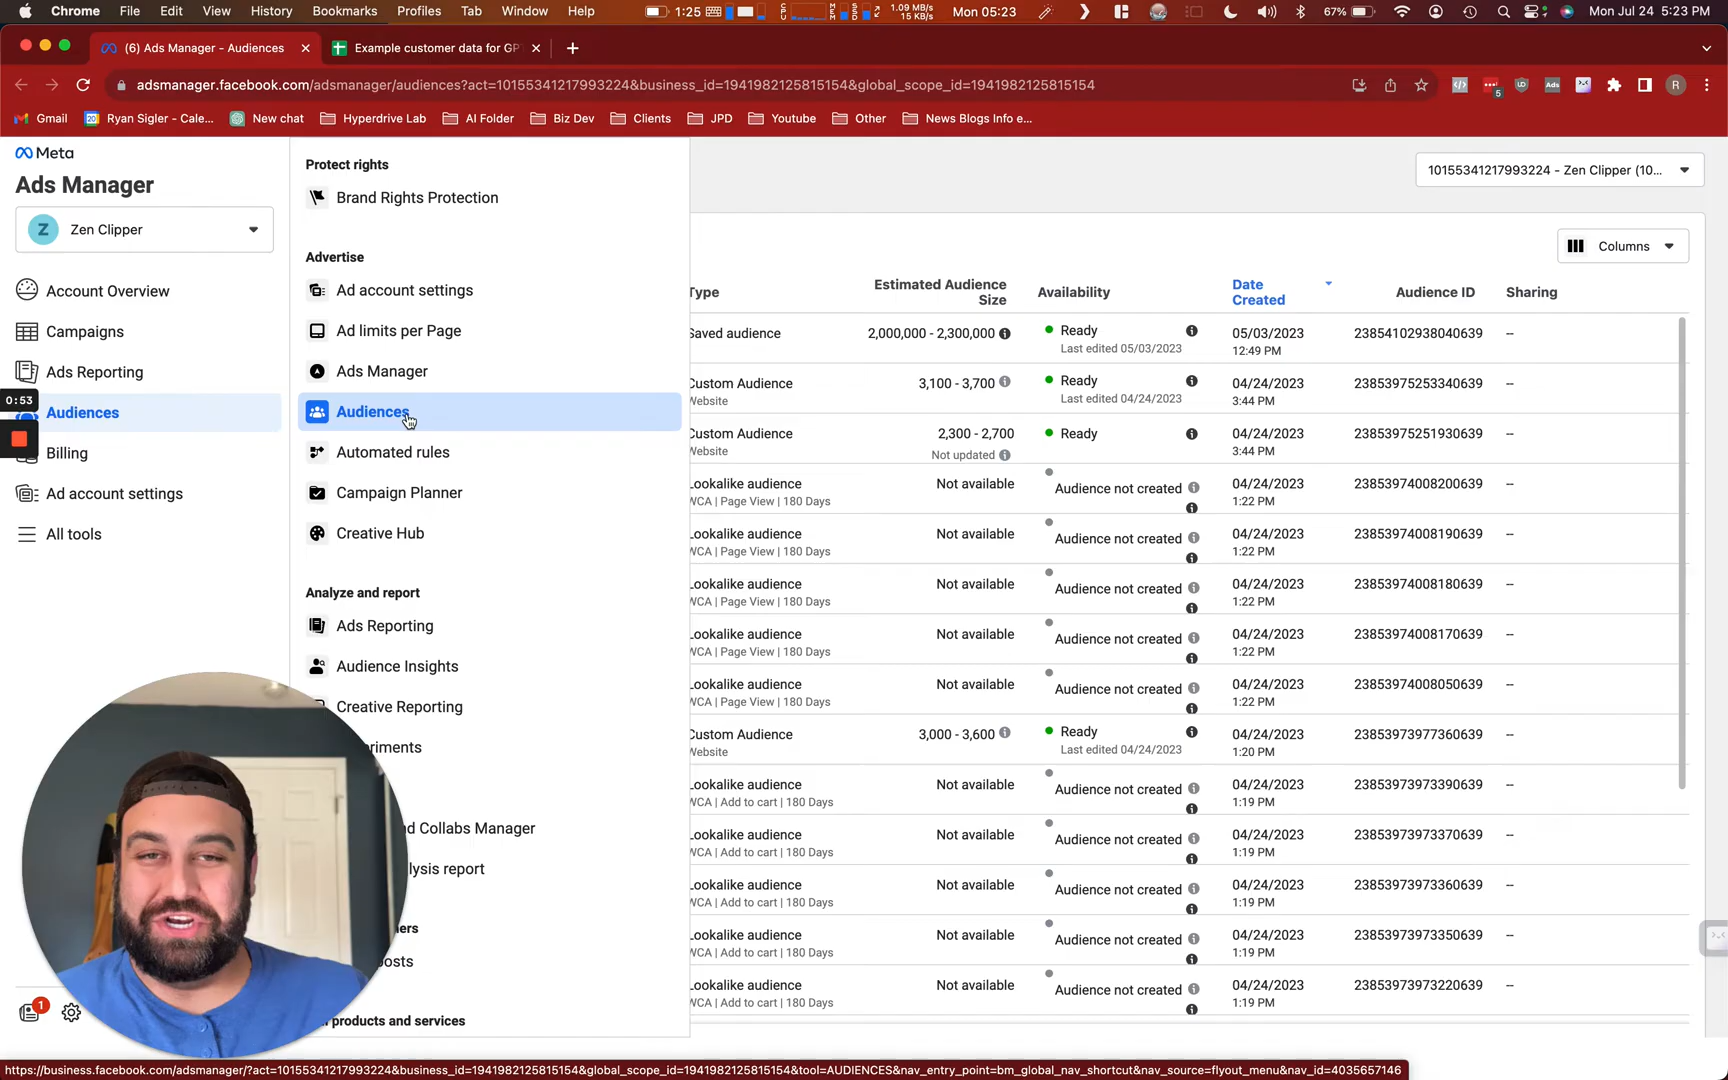 Chrome File Edit View History Bookmarks Profiles Tab Window Help
1:25 1.09 MB/s 15 KB/s Mon 05:23 67% Mon Jul 24 5:23 PM
(6) Ads Manager - Audiences
Example customer data for GP
adsmanager.facebook.com/adsmanager/audiences?act=10155341217993224&business_id=1941982125815154&global_scope_id=1941982125815154
5 Ads R
Gmail 20 Ryan Sigler - Cale... New chat Hyperdrive Lab AI Folder Biz Dev Clients JPD Youtube Other News Blogs Info e...
Meta
Ads Manager
Z Zen Clipper
Account Overview
Campaigns
Ads Reporting
0:53
Audiences
Billing
Ad account settings
All tools
1
Protect rights
Brand Rights Protection
Advertise
Ad account settings
Ad limits per Page
Ads Manager
Audiences
Automated rules
Campaign Planner
Creative Hub
Analyze and report
Ads Reporting
Audience Insights
Creative Reporting
eriments
d Collabs Manager
lysis report
ers
osts
products and services
10155341217993224 - Zen Clipper (10...
Columns
Type Estimated Audience Size Availability Date Created Audience ID Sharing
Saved audience 2,000,000 - 2,300,000 Ready 05/03/2023 23854102938040639 --
Last edited 05/03/2023 12:49 PM
Custom Audience 3,100 - 3,700 Ready 04/24/2023 23853975253340639 --
Website Last edited 04/24/2023 3:44 PM
Custom Audience 2,300 - 2,700 Ready 04/24/2023 23853975251930639 --
Website Not updated 3:44 PM
Lookalike audience Not available Audience not created 04/24/2023 23853974008200639 --
WCA | Page View | 180 Days 1:22 PM
Lookalike audience Not available Audience not created 04/24/2023 23853974008190639 --
WCA | Page View | 180 Days 1:22 PM
Lookalike audience Not available Audience not created 04/24/2023 23853974008180639 --
WCA | Page View | 180 Days 1:22 PM
Lookalike audience Not available Audience not created 04/24/2023 23853974008170639 --
WCA | Page View | 180 Days 1:22 PM
Lookalike audience Not available Audience not created 04/24/2023 23853974008050639 --
WCA | Page View | 180 Days 1:22 PM
Custom Audience 3,000 - 3,600 Ready 04/24/2023 23853973977360639 --
Website Last edited 04/24/2023 1:20 PM
Lookalike audience Not available Audience not created 04/24/2023 23853973973390639 --
WCA | Add to cart | 180 Days 1:19 PM
Lookalike audience Not available Audience not created 04/24/2023 23853973973370639 --
WCA | Add to cart | 180 Days 1:19 PM
Lookalike audience Not available Audience not created 04/24/2023 23853973973360639 --
WCA | Add to cart | 180 Days 1:19 PM
Lookalike audience Not available Audience not created 04/24/2023 23853973973350639 --
WCA | Add to cart | 180 Days 1:19 PM
Lookalike audience Not available Audience not created 04/24/2023 23853973973220639 --
WCA | Add to cart | 180 Days 1:19 PM
https://business.facebook.com/adsmanager/?act=10155341217993224&business_id=1941982125815154&global_scope_id=1941982125815154&tool=AUDIENCES&nav_entry_point=bm_global_nav_shortcut&nav_source=flyout_menu&nav_id=4035657146